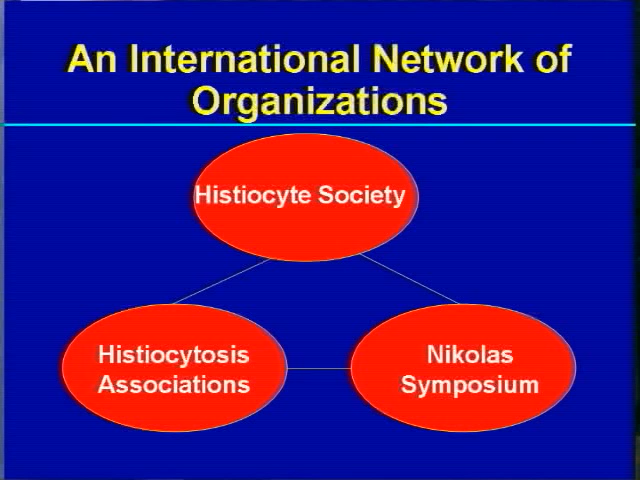 An International Network of
Organizations
Histiocyte Society
Histiocytosis
Associations
Nikolas
Symposium